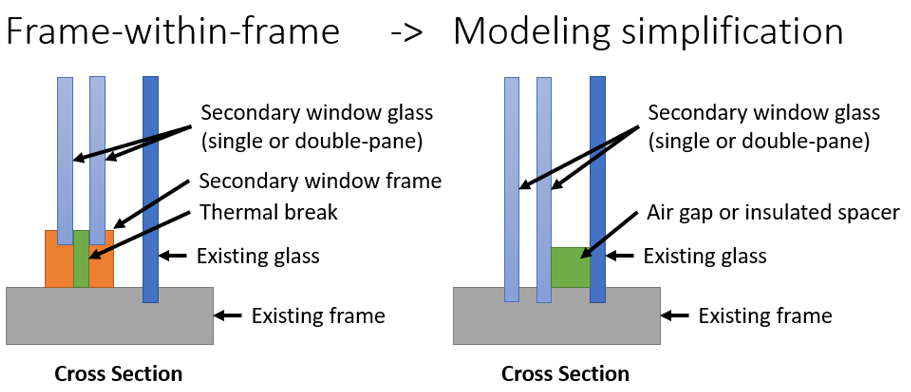 Frame-within-frame -> Modeling simplification
Secondary window glass
(single or double-pane)
Secondary window frame
Thermal break
Existing glass
Existing frame
Cross Section
Secondary window glass
(single or double-pane)
Air gap or insulated spacer
Existing glass
Existing frame
Cross Section